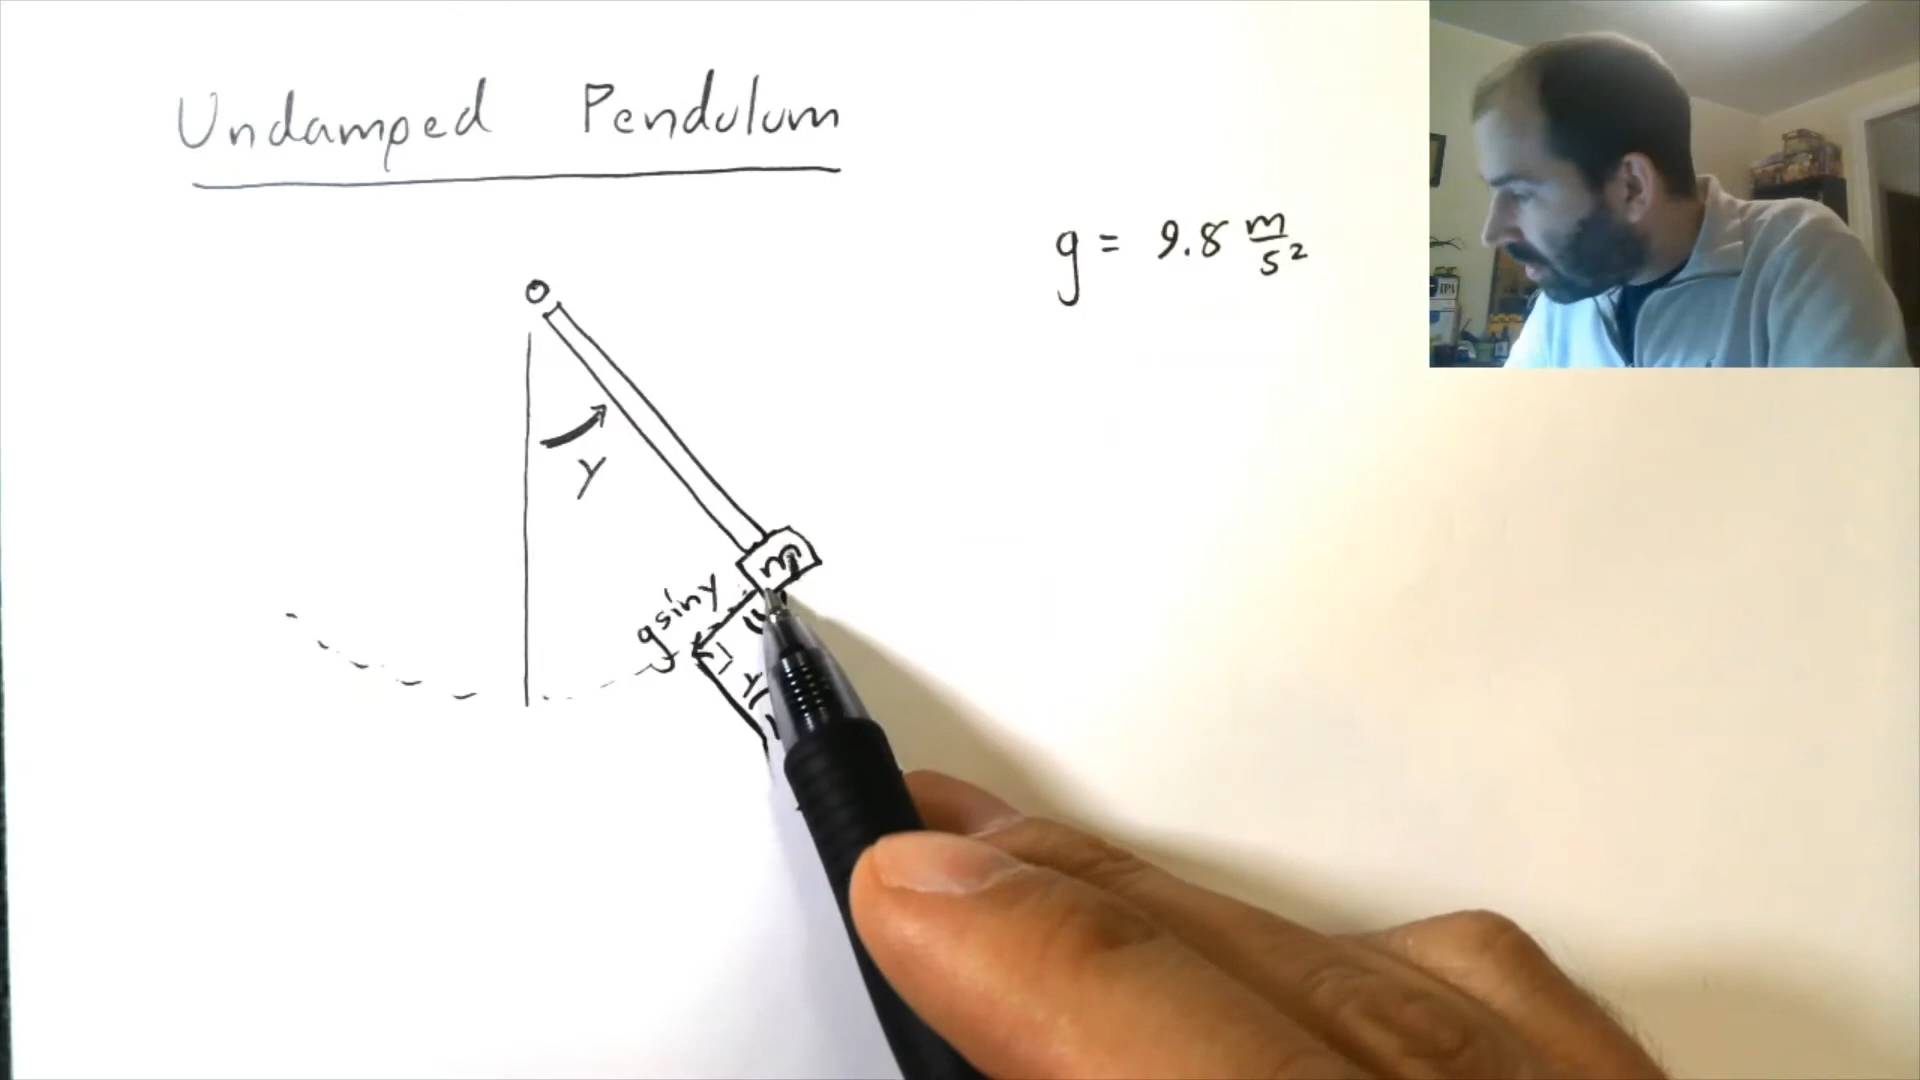 Undamped Pendulum
g = 9.8 m/s²
y
m
g sin y
y